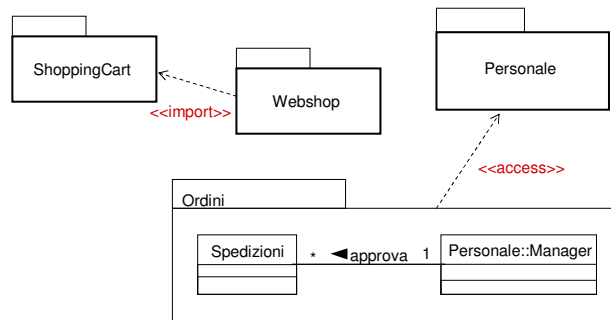 ShoppingCart
Personale
Webshop
<<import>>
<<access>>
Ordini
Spedizioni
* ◄approva 1
Personale::Manager